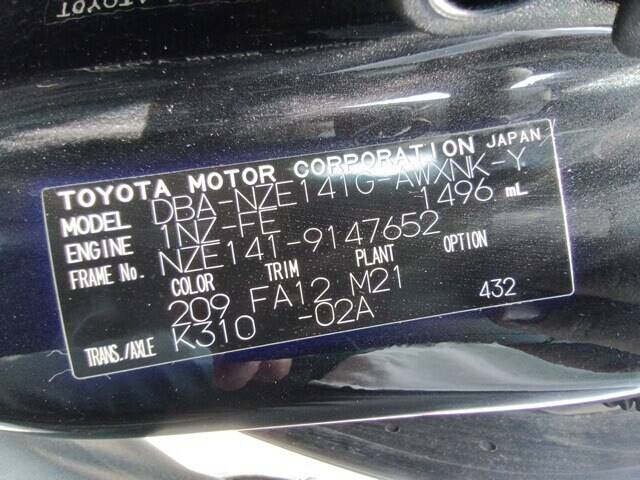 TOYOT
TOYOTA MOTOR CORPORATION JAPAN
MODEL DBA-NZE141G-AWXNK-Y
ENGINE 1NZ-FE 1496 mL
FRAME No. NZE141-9147652
COLOR TRIM PLANT OPTION
209 FA12 M21 432
TRANS./AXLE K310 -02A